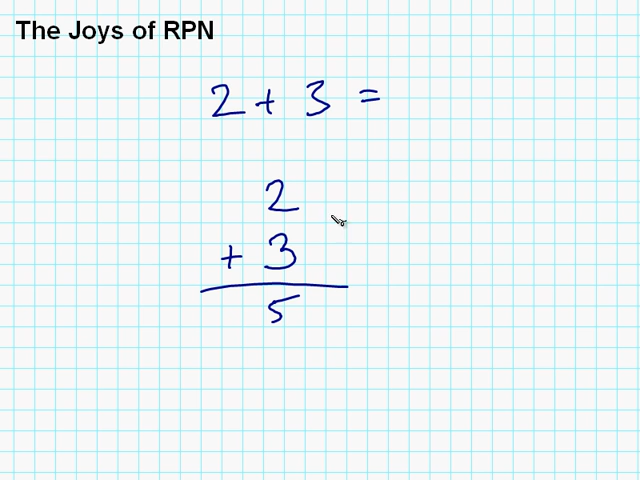 The Joys of RPN
2 + 3 =
2
+ 3
5